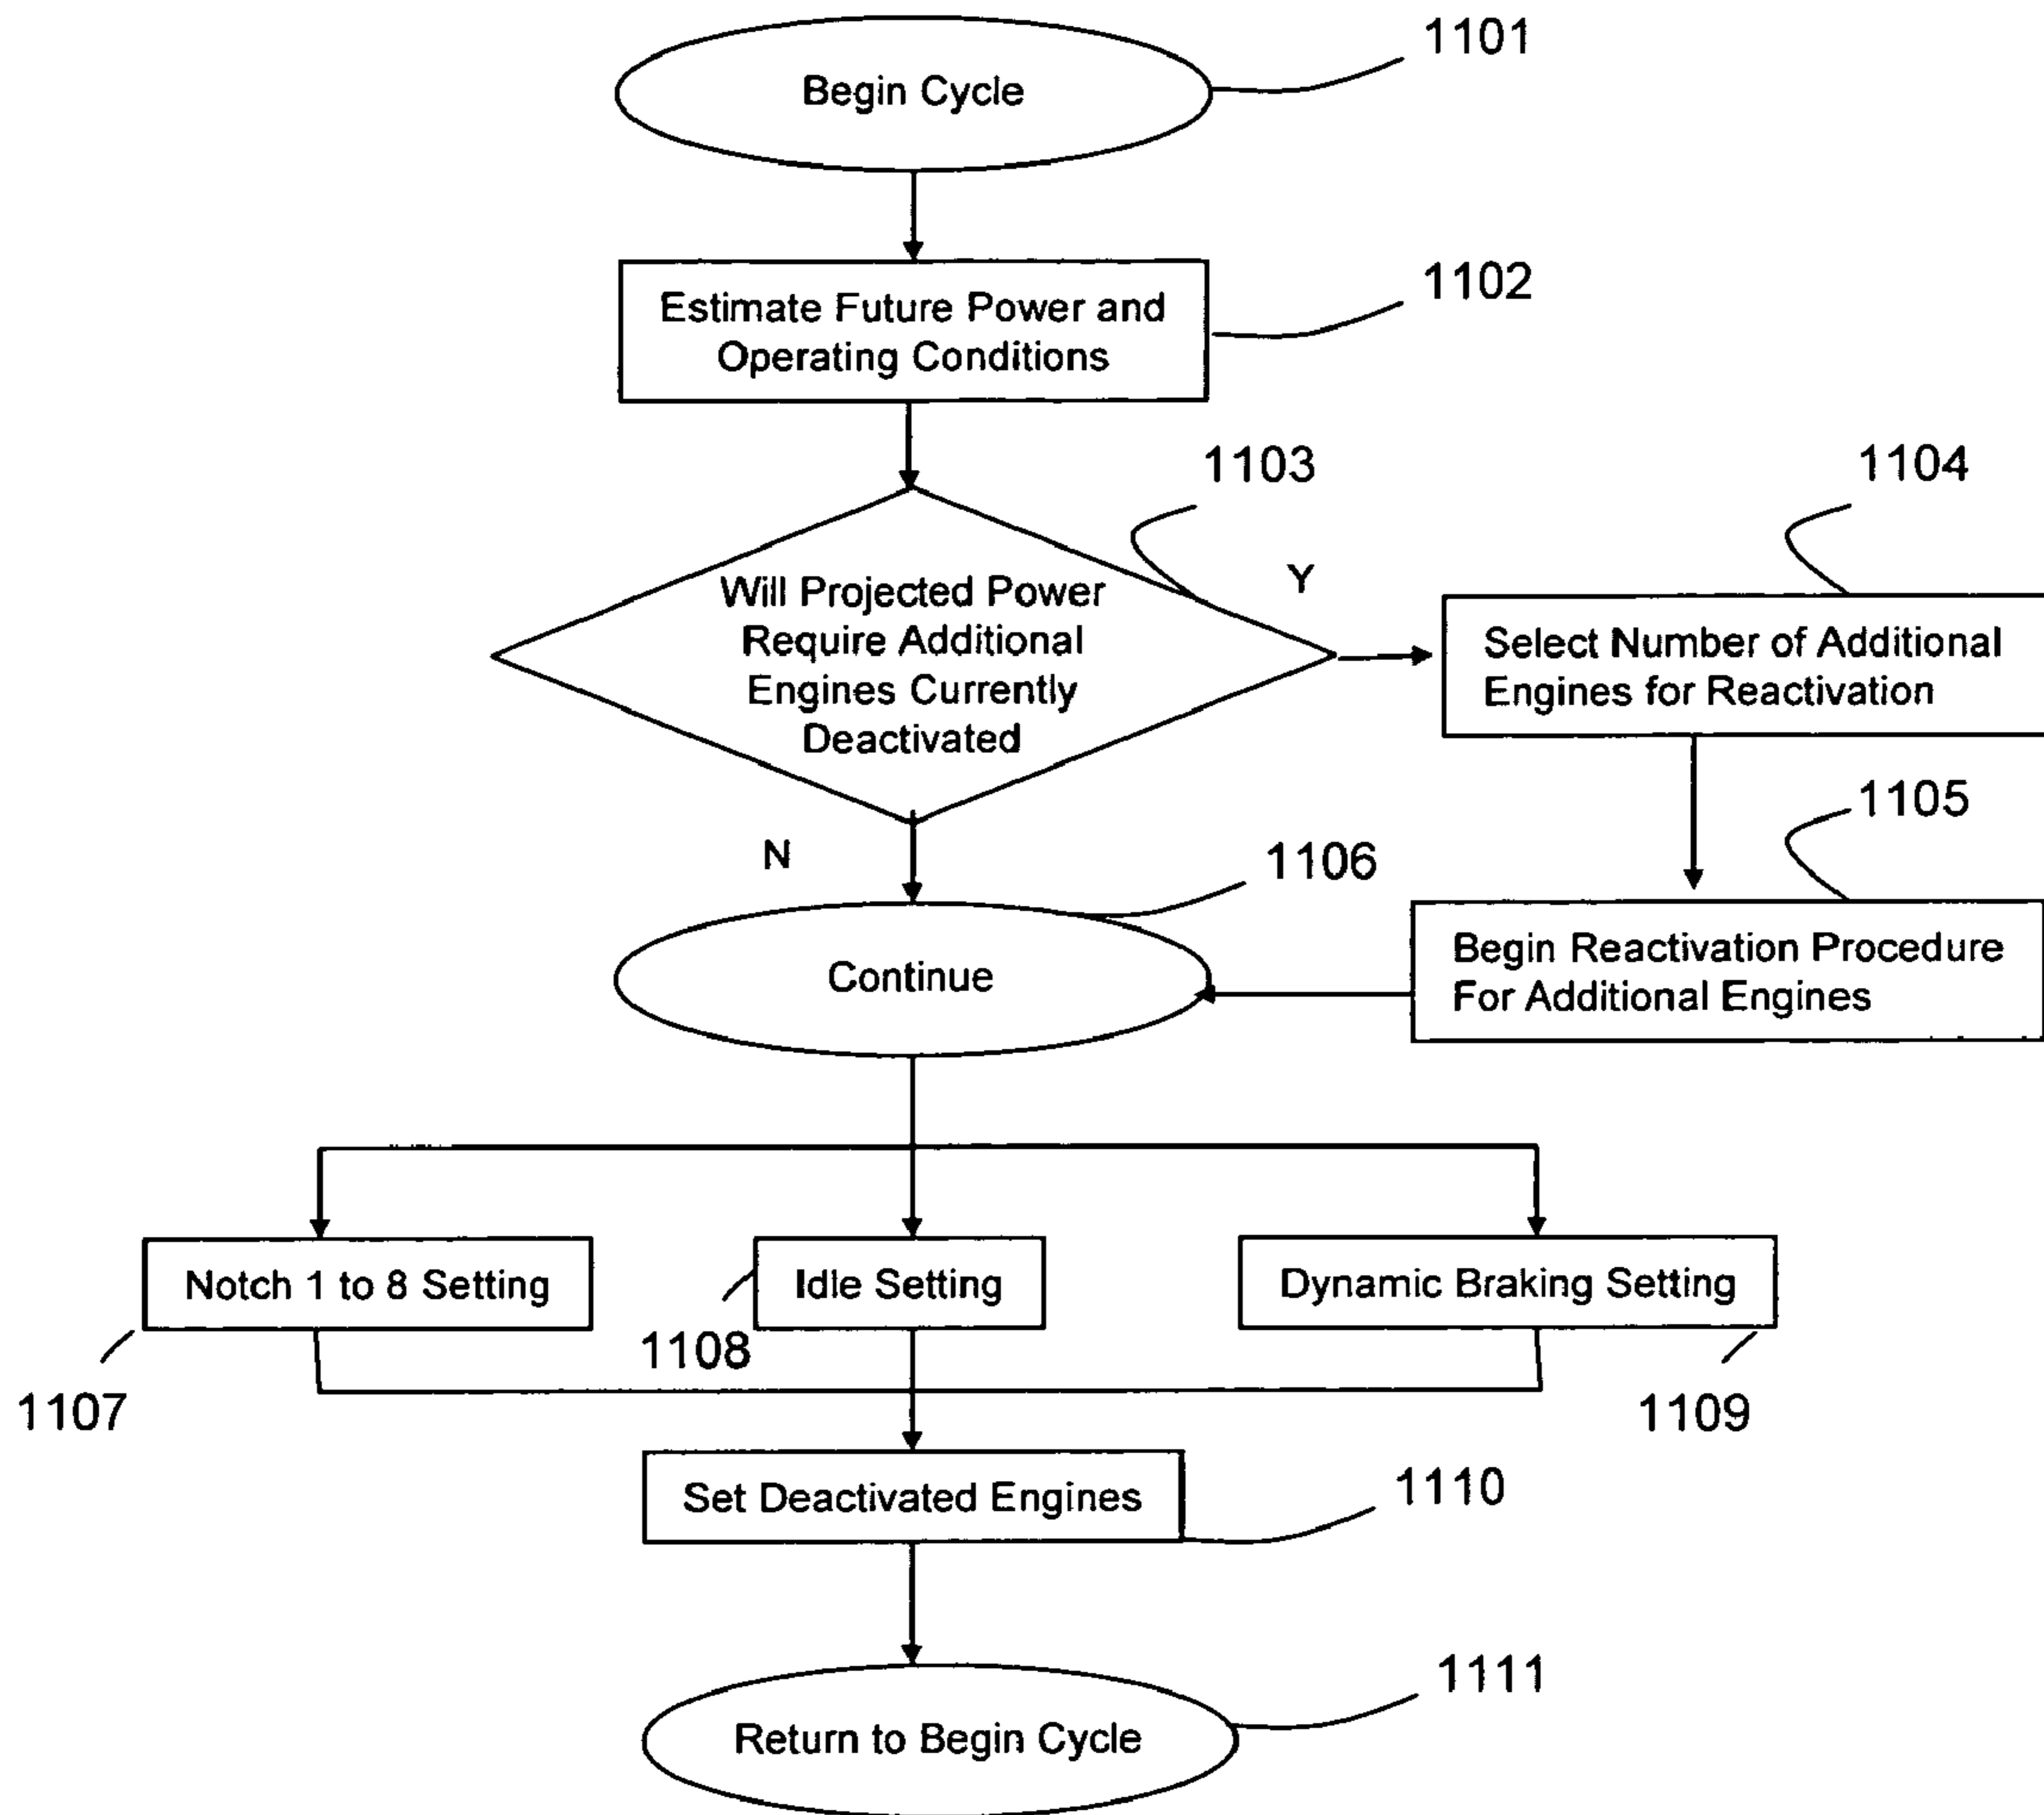 1101
Begin Cycle
1102
Estimate Future Power and
Operating Conditions
1103
1104
Will Projected Power
Require Additional
Engines Currently
Deactivated
Y
Select Number of Additional
Engines for Reactivation
1105
N
1106
Continue
Begin Reactivation Procedure
For Additional Engines
Notch 1 to 8 Setting
Idle Setting
Dynamic Braking Setting
1107
1108
1109
Set Deactivated Engines
1110
1111
Return to Begin Cycle